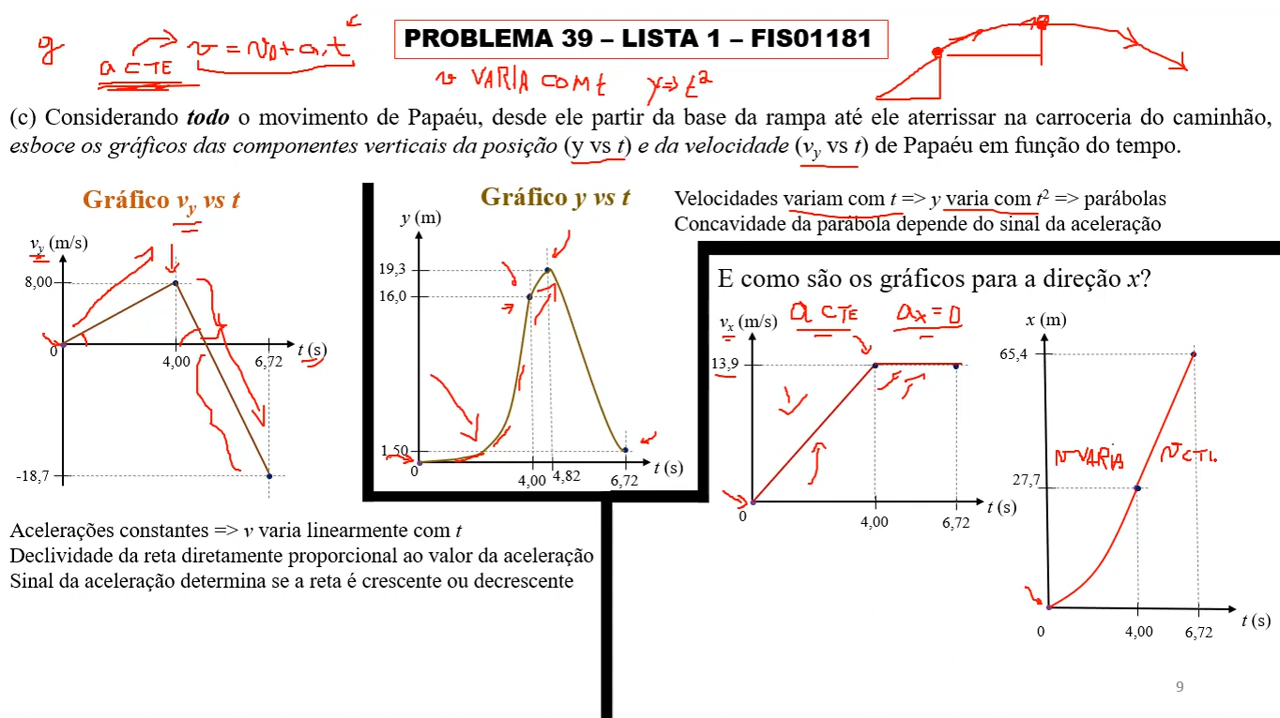 g
a CTE
v = v0 + a.t
PROBLEMA 39 – LISTA 1 – FIS01181
v VARIA COM t y => t²
(c) Considerando todo o movimento de Papaéu, desde ele partir da base da rampa até ele aterrissar na carroceria do caminhão,
esboce os gráficos das componentes verticais da posição (y vs t) e da velocidade (vy vs t) de Papaéu em função do tempo.
Gráfico vy vs t
vy (m/s)
8,00
0
4,00
6,72
t (s)
-18,7
Gráfico y vs t
y (m)
19,3
16,0
1,50
0
4,00
4,82
6,72
t (s)
Velocidades variam com t => y varia com t² => parábolas
Concavidade da parábola depende do sinal da aceleração
E como são os gráficos para a direção x?
vx (m/s)
a CTE
ax = 0
13,9
0
4,00
6,72
t (s)
x (m)
65,4
27,7
v VARIA
v CTE
0
4,00
6,72
t (s)
Acelerações constantes => v varia linearmente com t
Declividade da reta diretamente proporcional ao valor da aceleração
Sinal da aceleração determina se a reta é crescente ou decrescente
9